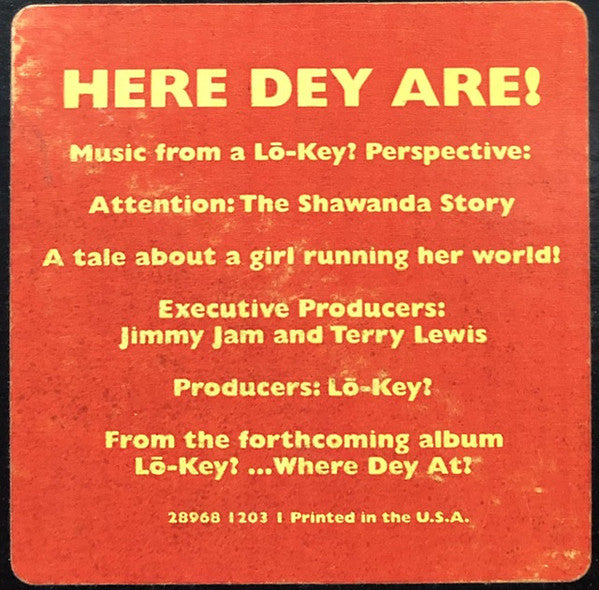 HERE DEY ARE!
Music from a Lō-Key? Perspective:
Attention: The Shawanda Story
A tale about a girl running her world!
Executive Producers:
Jimmy Jam and Terry Lewis
Producers: Lō-Key?
From the forthcoming album
Lō-Key? ...Where Dey At?
28968 1203 1 Printed in the U.S.A.